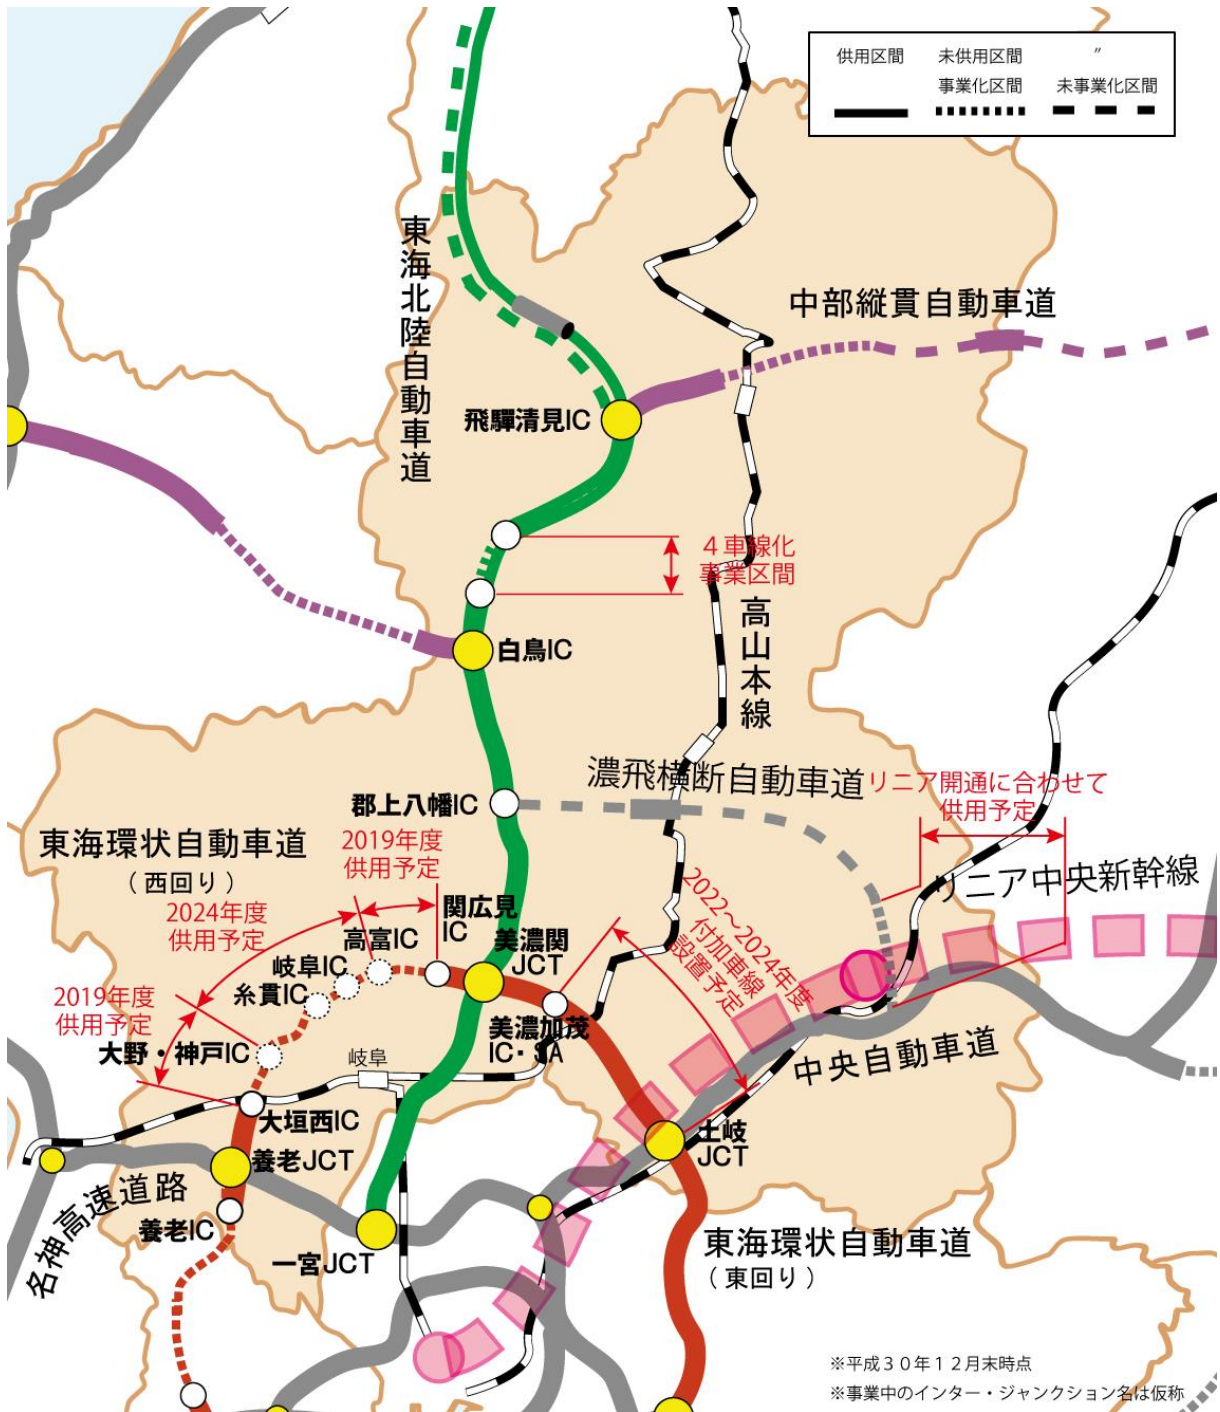 供用区間
未供用区間
事業化区間
〃
未事業化区間
東海北陸自動車道
中部縦貫自動車道
飛驒清見IC
4車線化
事業区間
高山本線
白鳥IC
濃飛横断自動車道
リニア開通に合わせて
供用予定
郡上八幡IC
東海環状自動車道
(西回り)
2019年度
供用予定
リニア中央新幹線
2024年度
供用予定
関広見
IC
2022～2024年度
付加車線
設置予定
高富IC
美濃関
JCT
岐阜IC
糸貫IC
2019年度
供用予定
美濃加茂
IC・SA
大野・神戸IC
岐阜
中央自動車道
大垣西IC
土岐
JCT
養老JCT
名神高速道路
養老IC
一宮JCT
東海環状自動車道
(東回り)
※平成30年12月末時点
※事業中のインター・ジャンクション名は仮称